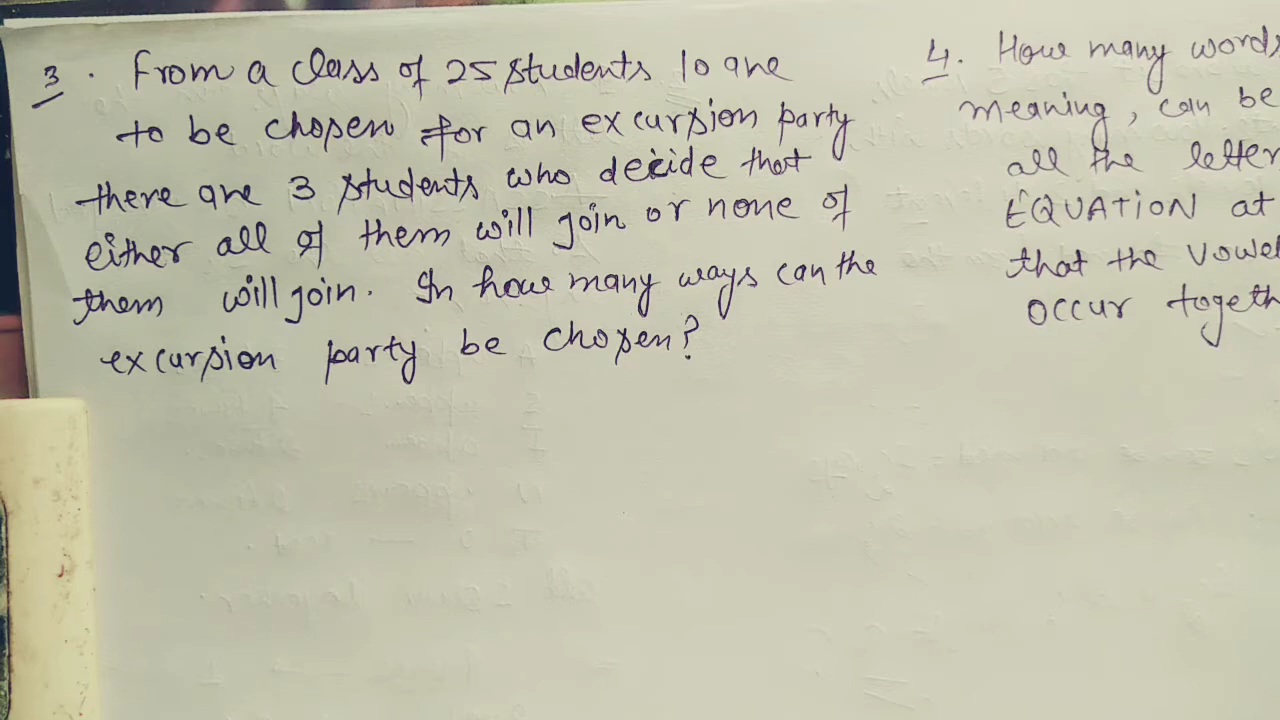 3. From a class of 25 students 10 are
to be chosen for an excursion party
there are 3 students who decide that
either all of them will join or none of
them will join. In how many ways can the
excursion party be chosen?
4. How many words
meaning, can be
all the letter
EQUATION at
that the vowel
occur togeth